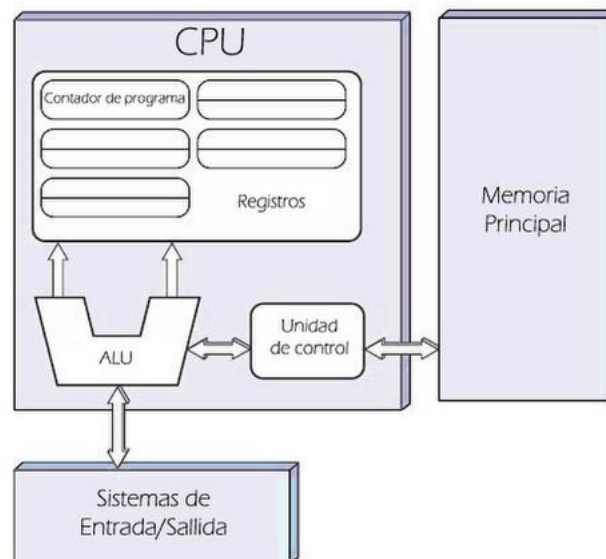 CPU
Contador de programa
Registros
Memoria
Principal
ALU
Unidad
de control
Sistemas de
Entrada/Sallida